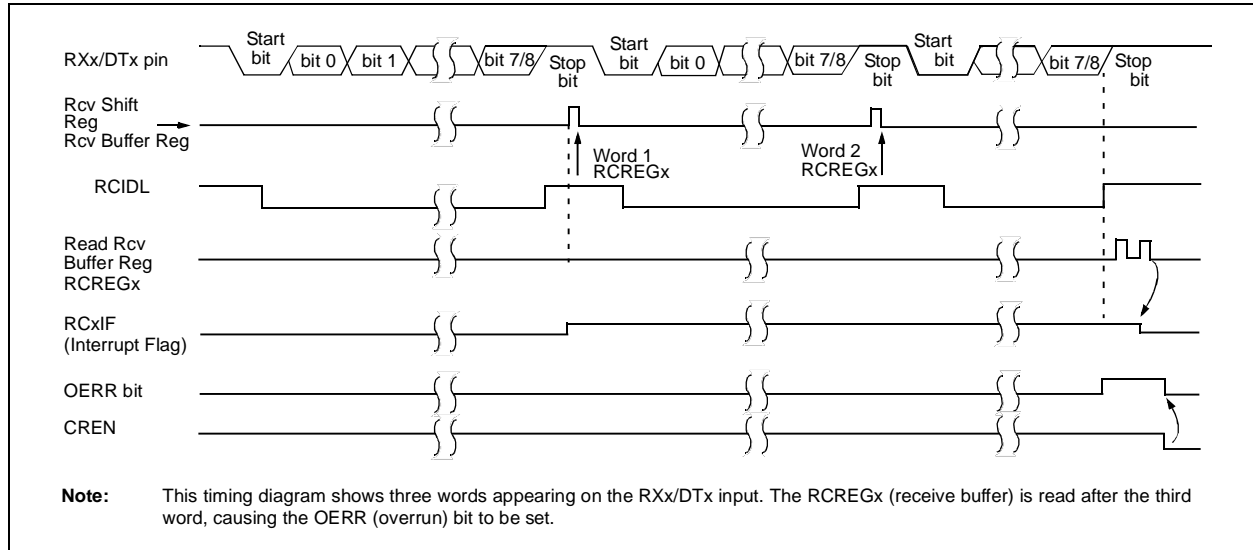 RXx/DTx pin
Start
bit
bit 0
bit 1
bit 7/8
Stop
bit
Start
bit
bit 0
bit 7/8
Stop
bit
Start
bit
bit 7/8
Stop
bit
Rcv Shift
Reg
Rcv Buffer Reg
Word 1
RCREGx
Word 2
RCREGx
RCIDL
Read Rcv
Buffer Reg
RCREGx
RCxIF
(Interrupt Flag)
OERR bit
CREN
Note: This timing diagram shows three words appearing on the RXx/DTx input. The RCREGx (receive buffer) is read after the third
word, causing the OERR (overrun) bit to be set.